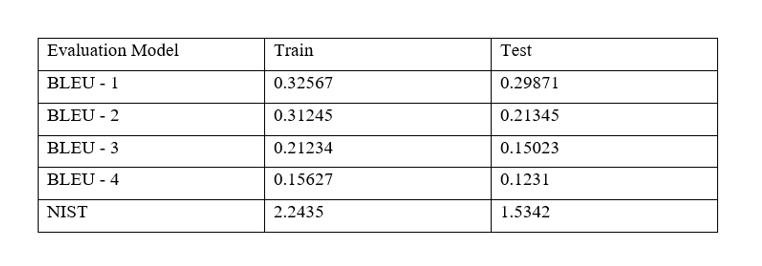 Evaluation Model Train Test
BLEU - 1 0.32567 0.29871
BLEU - 2 0.31245 0.21345
BLEU - 3 0.21234 0.15023
BLEU - 4 0.15627 0.1231
NIST 2.2435 1.5342